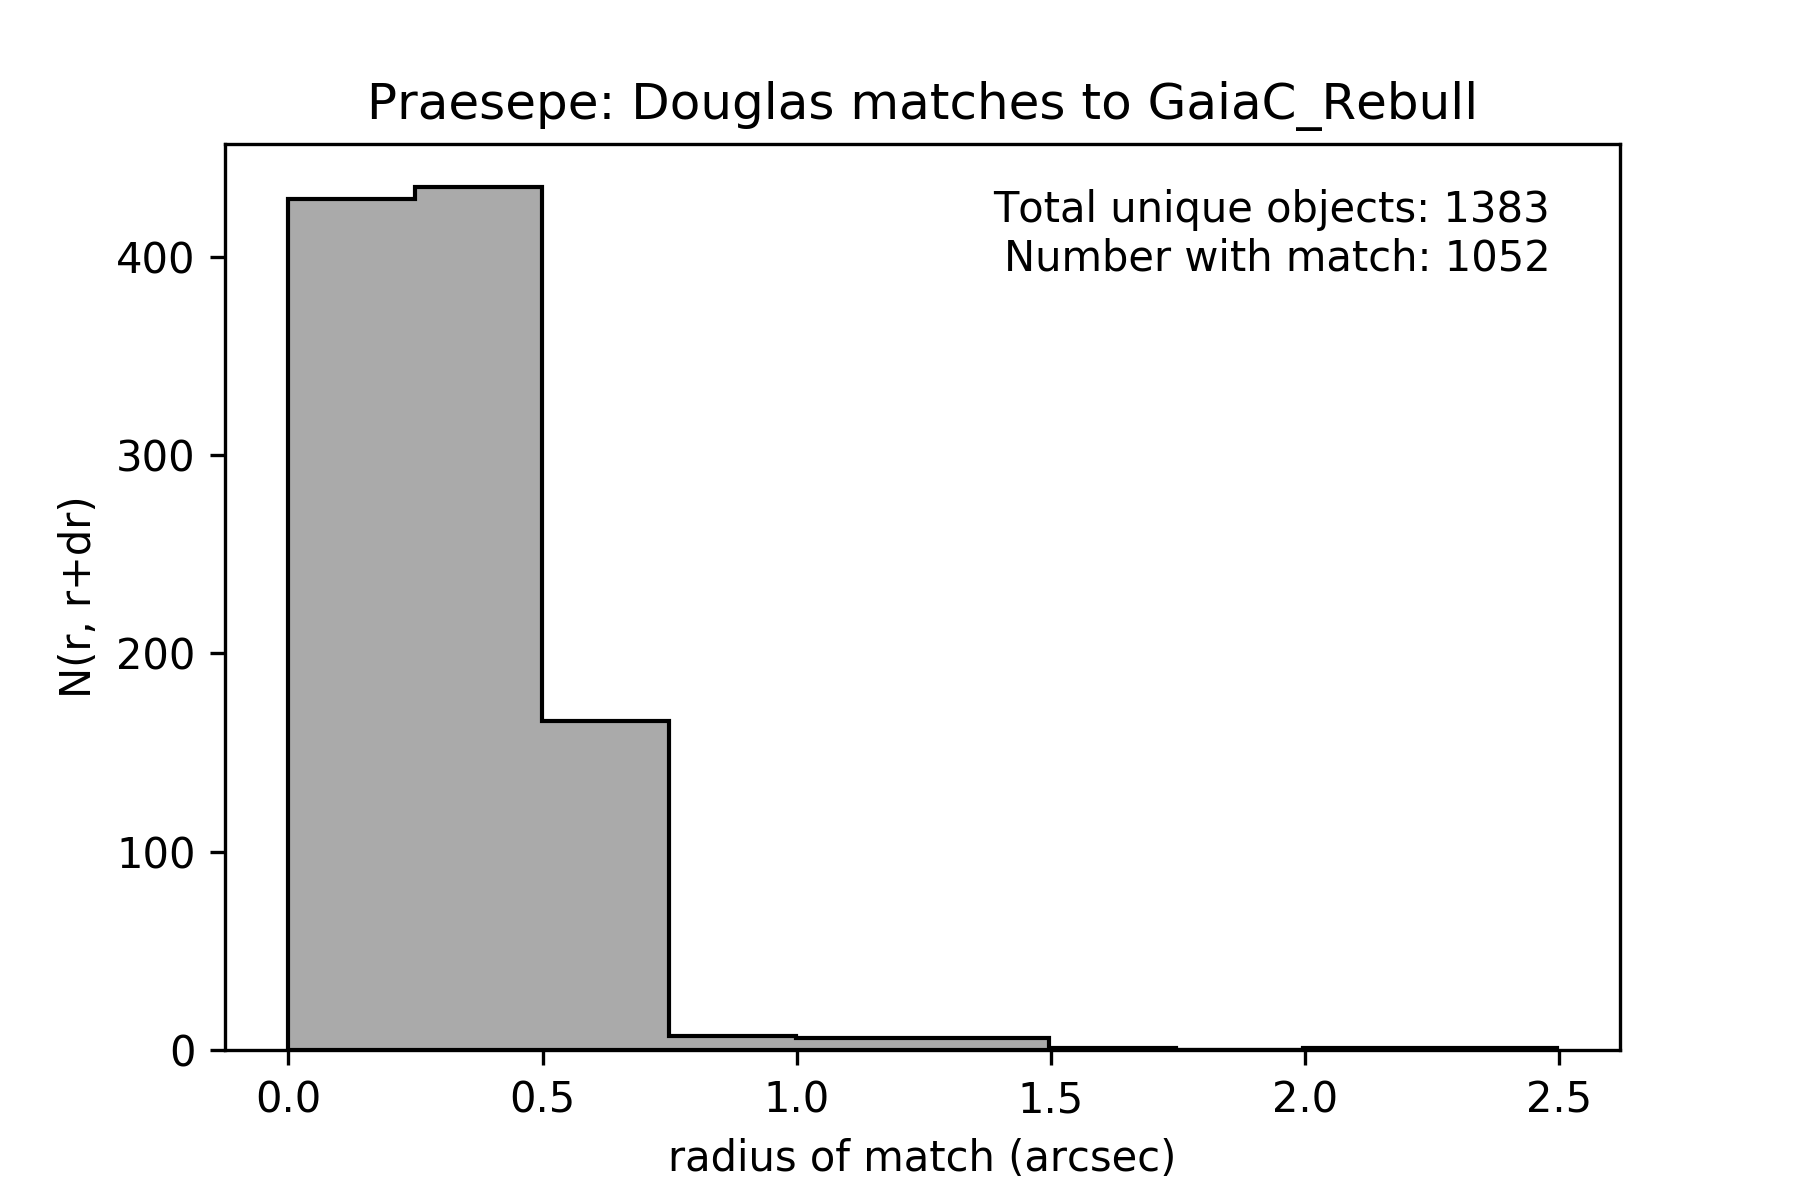 Praesepe: Douglas matches to GaiaC_Rebull
Total unique objects: 1383
Number with match: 1052
400
300
200
100
0
N(r, r+dr)
0.0 0.5 1.0 1.5 2.0 2.5
radius of match (arcsec)